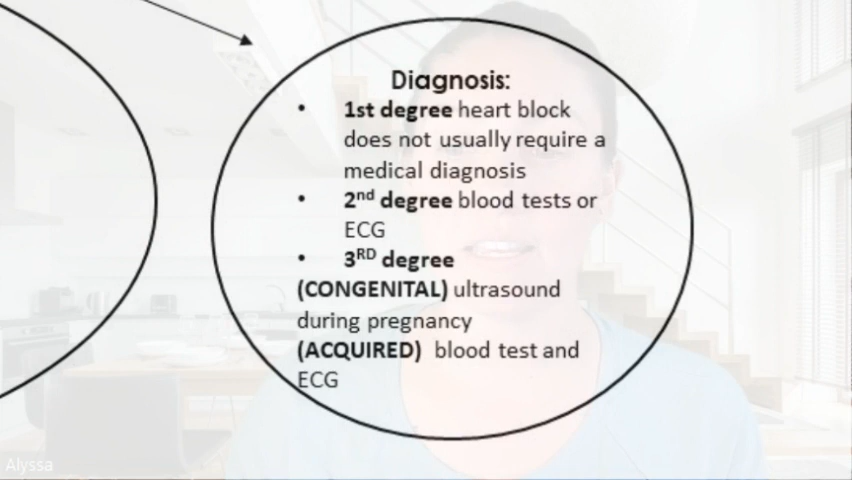 Diagnosis:
• 1st degree heart block
does not usually require a
medical diagnosis
• 2nd degree blood tests or
ECG
• 3RD degree
(CONGENITAL) ultrasound
during pregnancy
(ACQUIRED) blood test and
ECG
Alyssa